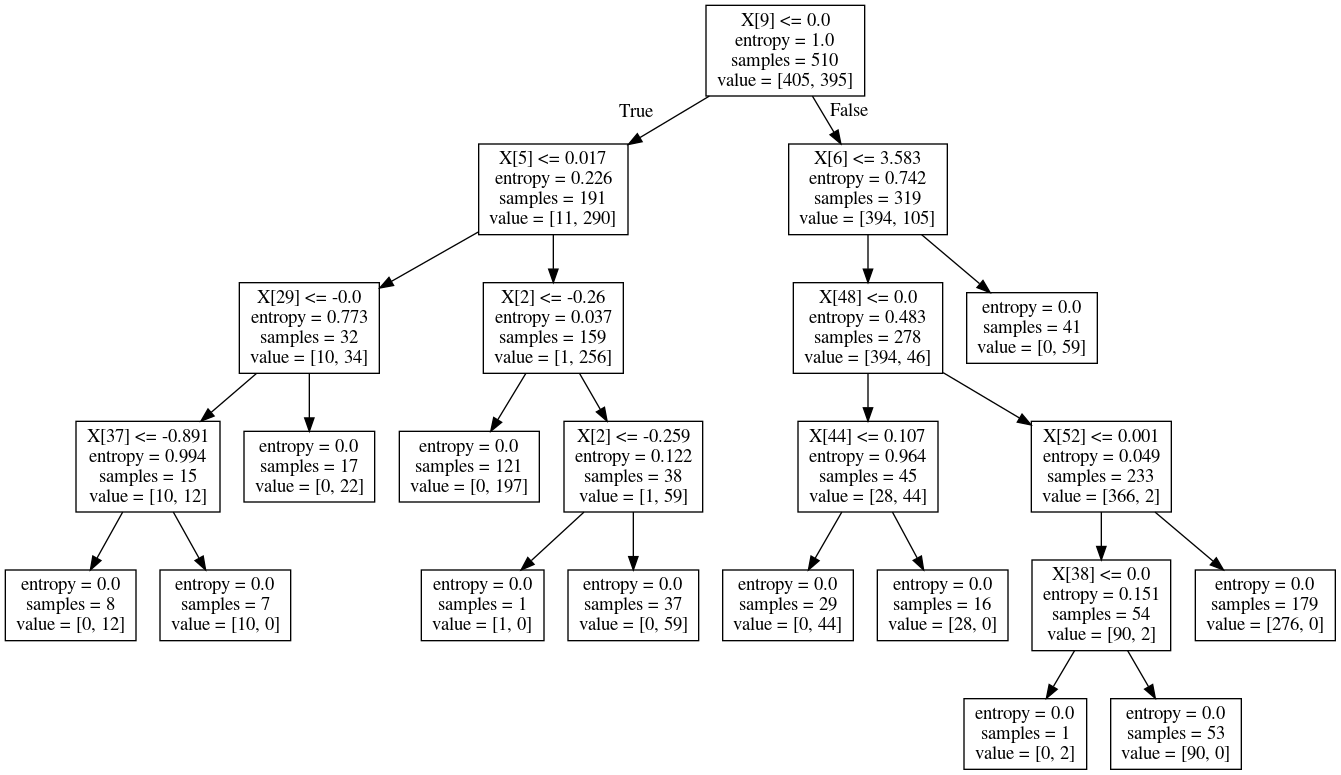 X[9] <= 0.0
entropy = 1.0
samples = 510
value = [405, 395]
True
False
X[5] <= 0.017
entropy = 0.226
samples = 191
value = [11, 290]
X[6] <= 3.583
entropy = 0.742
samples = 319
value = [394, 105]
X[29] <= -0.0
entropy = 0.773
samples = 32
value = [10, 34]
X[2] <= -0.26
entropy = 0.037
samples = 159
value = [1, 256]
X[48] <= 0.0
entropy = 0.483
samples = 278
value = [394, 46]
entropy = 0.0
samples = 41
value = [0, 59]
X[37] <= -0.891
entropy = 0.994
samples = 15
value = [10, 12]
entropy = 0.0
samples = 17
value = [0, 22]
entropy = 0.0
samples = 121
value = [0, 197]
X[2] <= -0.259
entropy = 0.122
samples = 38
value = [1, 59]
X[44] <= 0.107
entropy = 0.964
samples = 45
value = [28, 44]
X[52] <= 0.001
entropy = 0.049
samples = 233
value = [366, 2]
entropy = 0.0
samples = 8
value = [0, 12]
entropy = 0.0
samples = 7
value = [10, 0]
entropy = 0.0
samples = 1
value = [1, 0]
entropy = 0.0
samples = 37
value = [0, 59]
entropy = 0.0
samples = 29
value = [0, 44]
entropy = 0.0
samples = 16
value = [28, 0]
X[38] <= 0.0
entropy = 0.151
samples = 54
value = [90, 2]
entropy = 0.0
samples = 179
value = [276, 0]
entropy = 0.0
samples = 1
value = [0, 2]
entropy = 0.0
samples = 53
value = [90, 0]